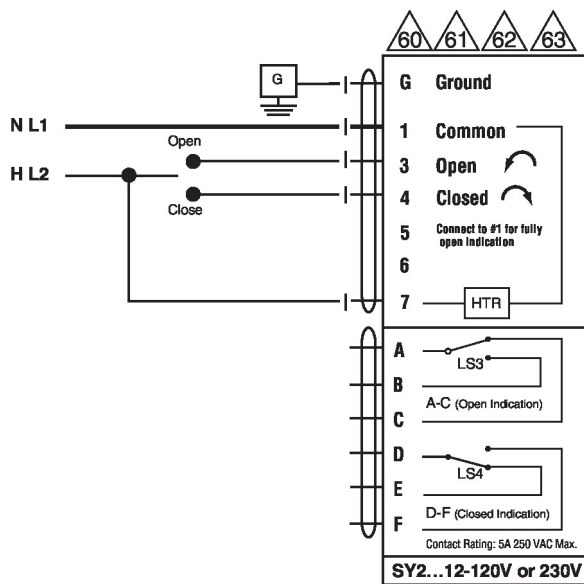 60 61 62 63
G
G Ground
N L1
1 Common
Open
3 Open
H L2
4 Closed
Close
5 Connect to #1 for fully
open indication
6
7 HTR
A
LS3
B
A-C (Open Indication)
C
D
LS4
E
D-F (Closed Indication)
F
Contact Rating: 5A 250 VAC Max.
SY2...12-120V or 230V